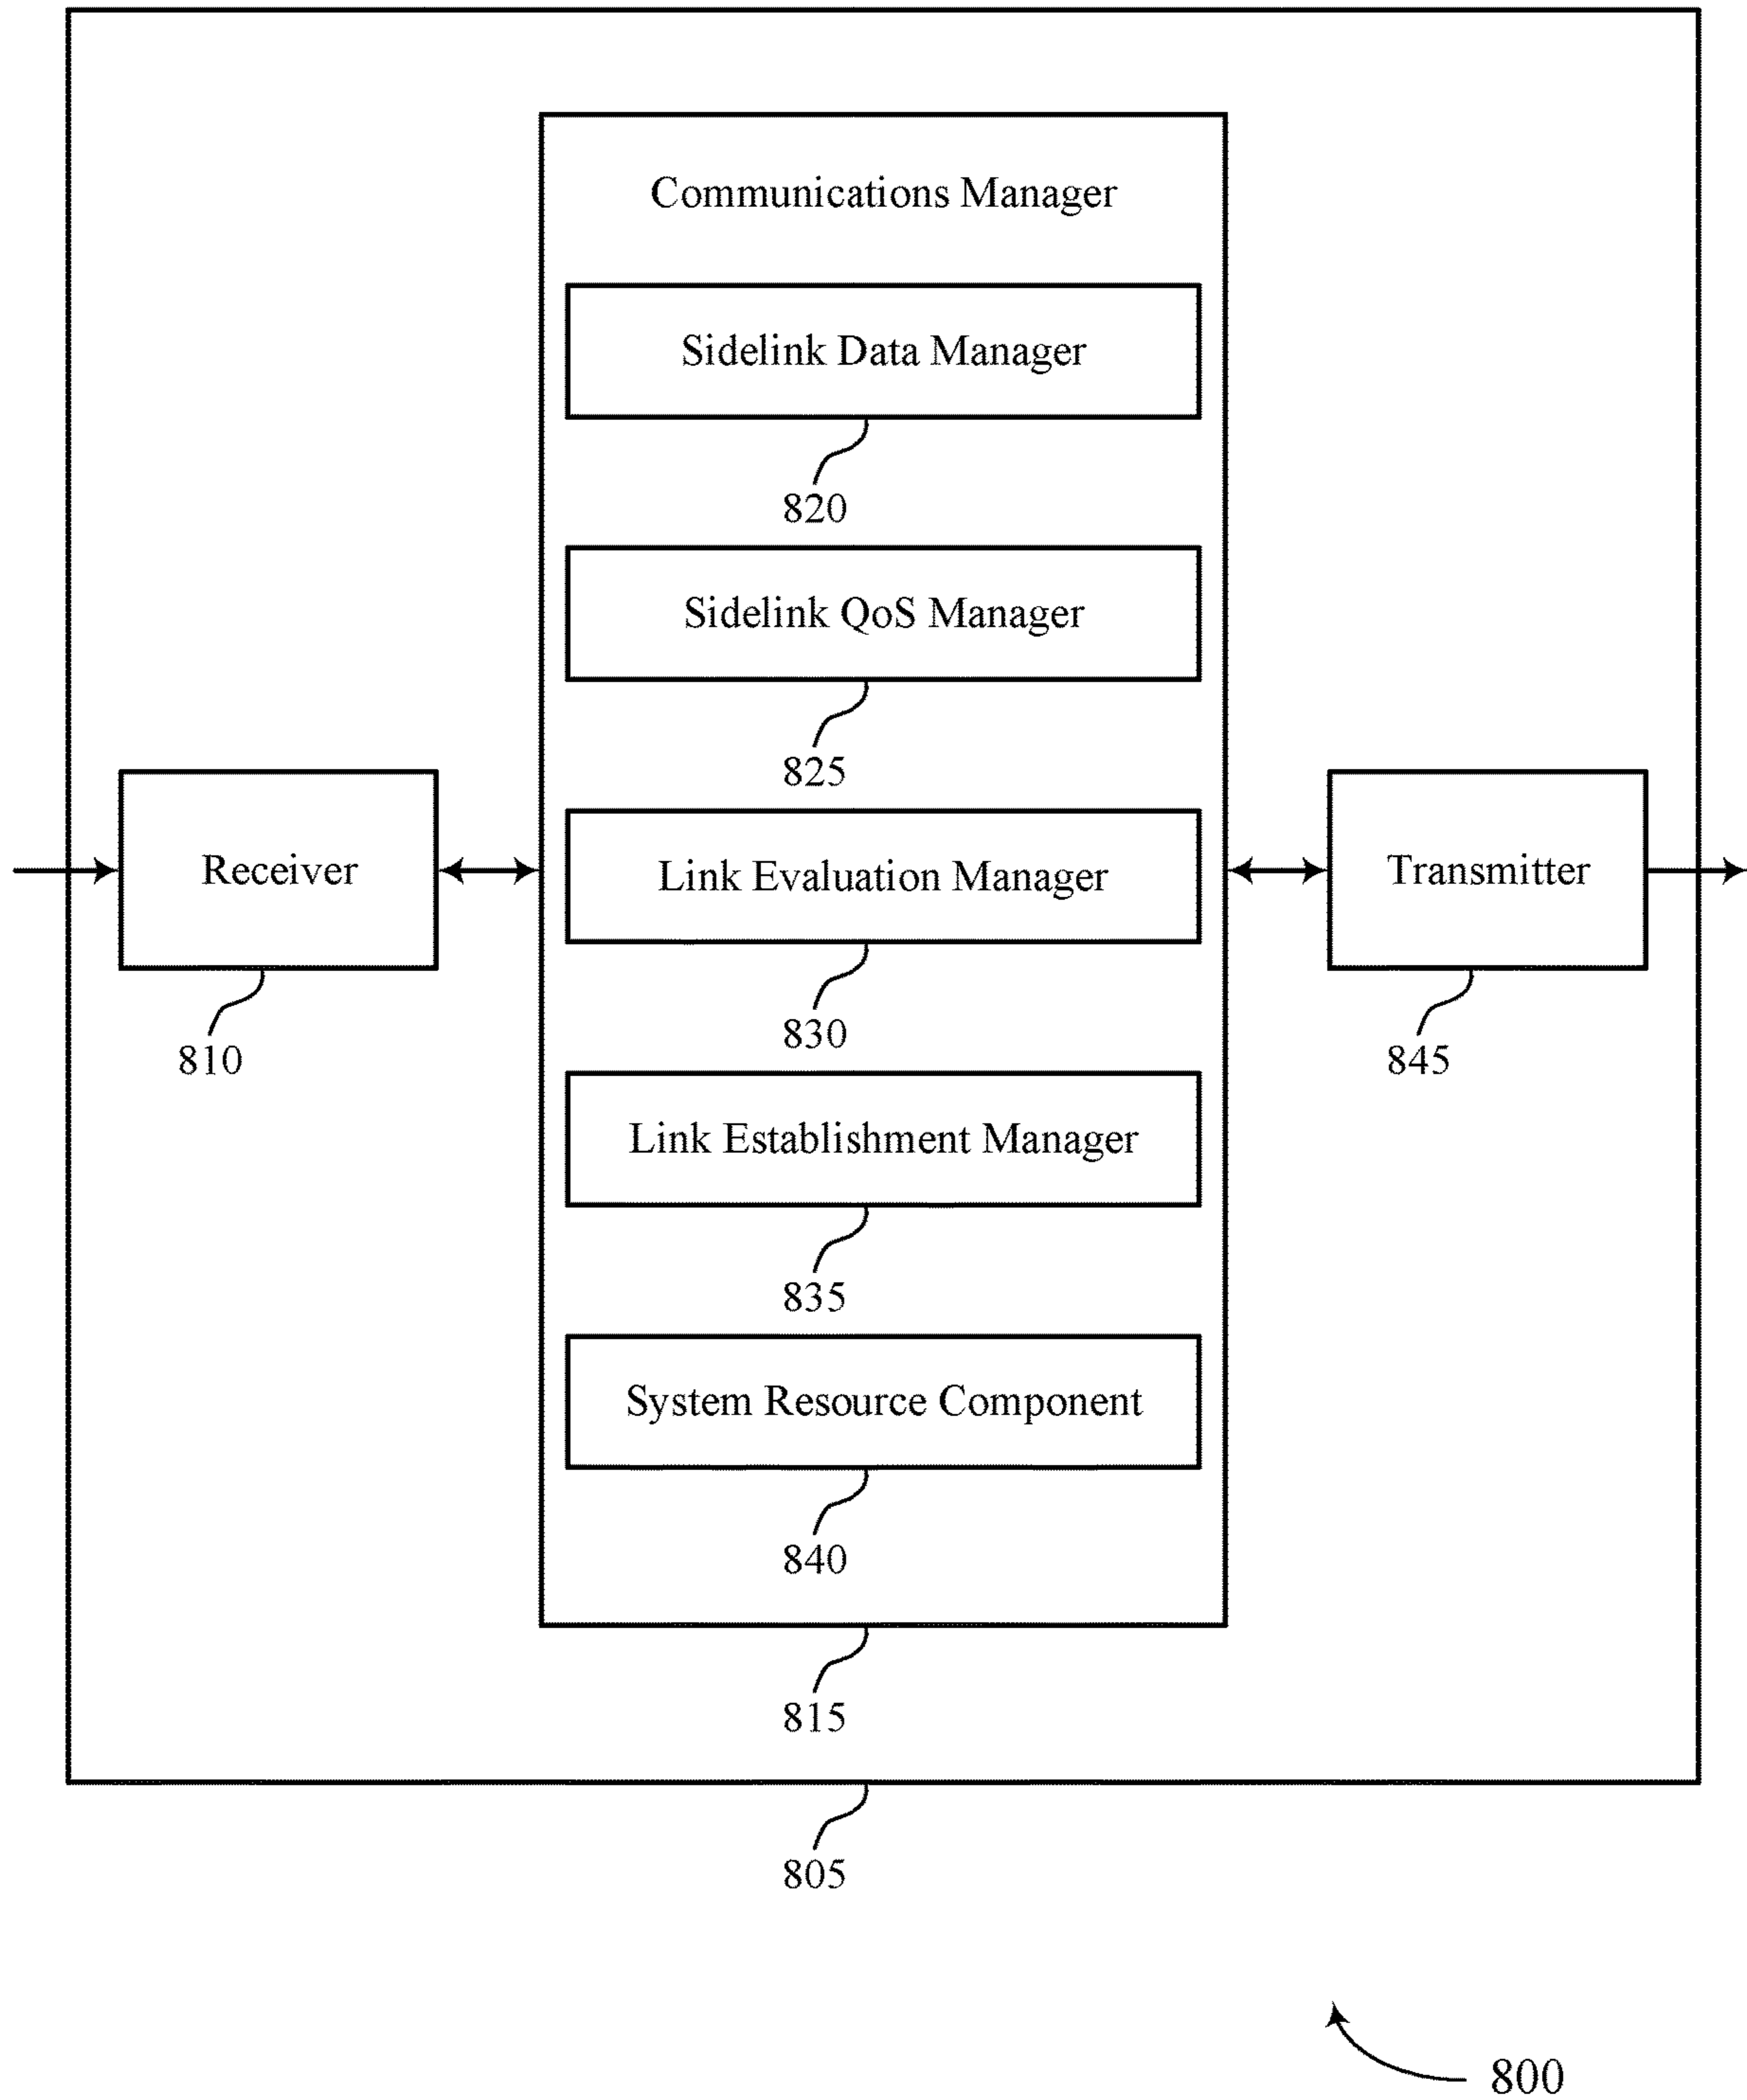 Communications Manager
Sidelink Data Manager
820
Sidelink QoS Manager
825
Receiver
810
Link Evaluation Manager
830
Transmitter
845
Link Establishment Manager
835
System Resource Component
840
815
805
800